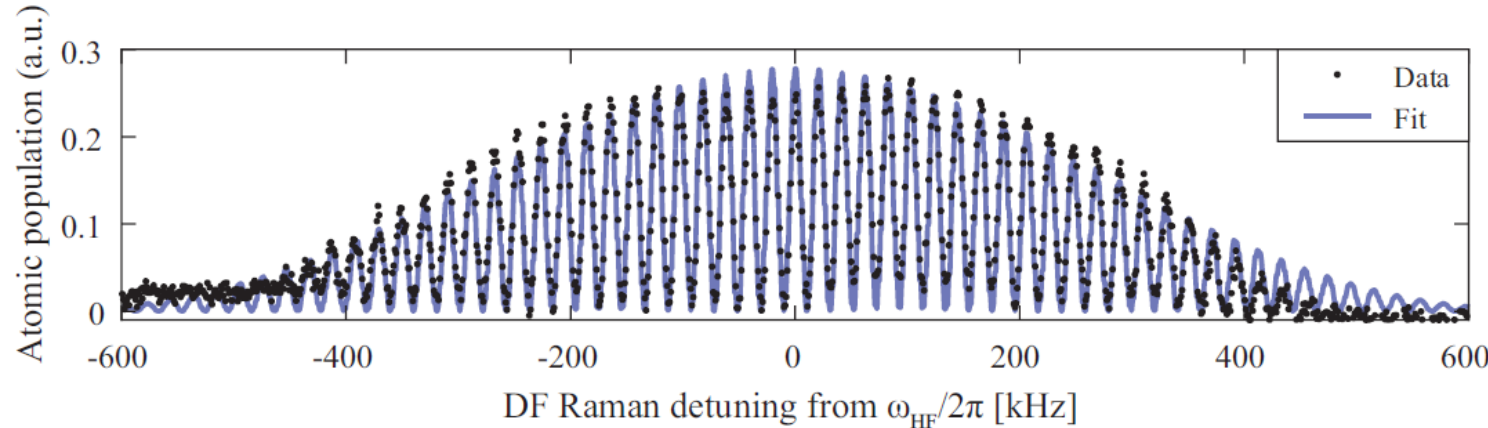 Atomic population (a.u.)
0.3
0.2
0.1
0
-600
-400
-200
0
200
400
600
DF Raman detuning from ω_HF/2π [kHz]
Data
Fit